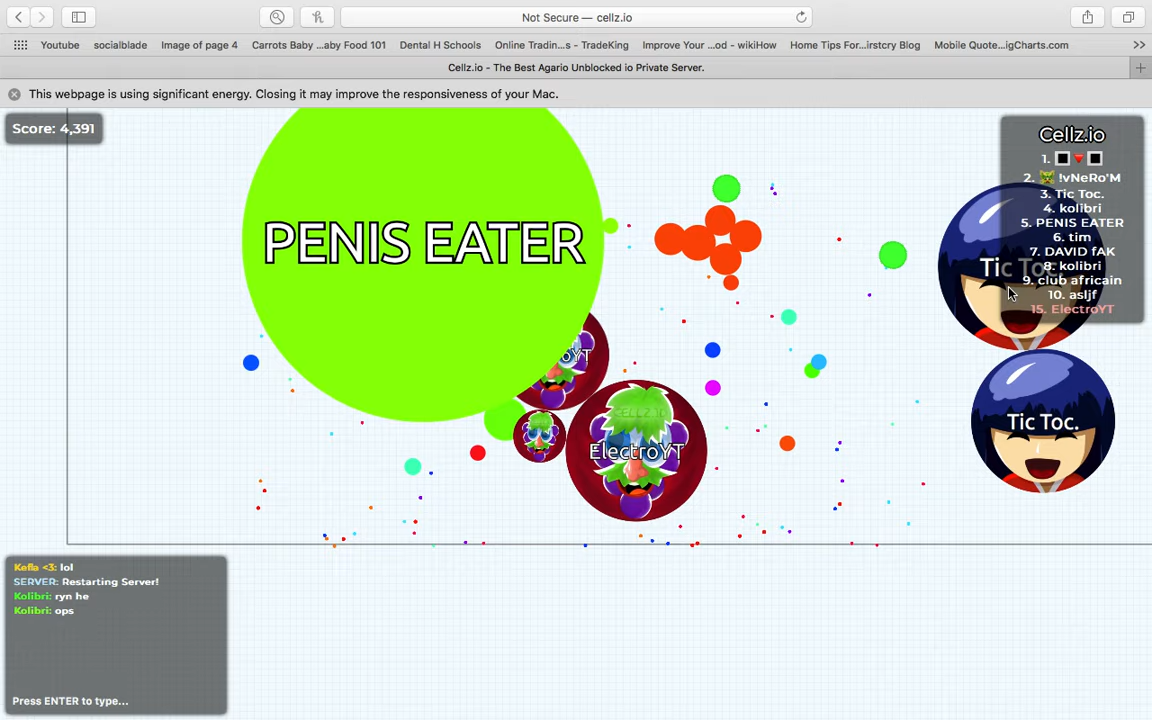 Not Secure — cellz.io
Youtube
socialblade
Image of page 4
Carrots Baby ...aby Food 101
Dental H Schools
Online Tradin...s - TradeKing
Improve Your ...od - wikiHow
Home Tips For...irstcry Blog
Mobile Quote...igCharts.com
>>
Cellz.io - The Best Agario Unblocked io Private Server.
This webpage is using significant energy. Closing it may improve the responsiveness of your Mac.
Score: 4,391
Cellz.io
1.
2. !vNeRo'M
3. Tic Toc.
4. kolibri
5. PENIS EATER
6. tim
7. DAVID fAK
8. kolibri
9. club africain
10. asljf
15. ElectroYT
PENIS EATER
Tic Toc.
ElectroYT
Tic Toc.
Kefla <3: lol
SERVER: Restarting Server!
Kolibri: ryn he
Kolibri: ops
Press ENTER to type...